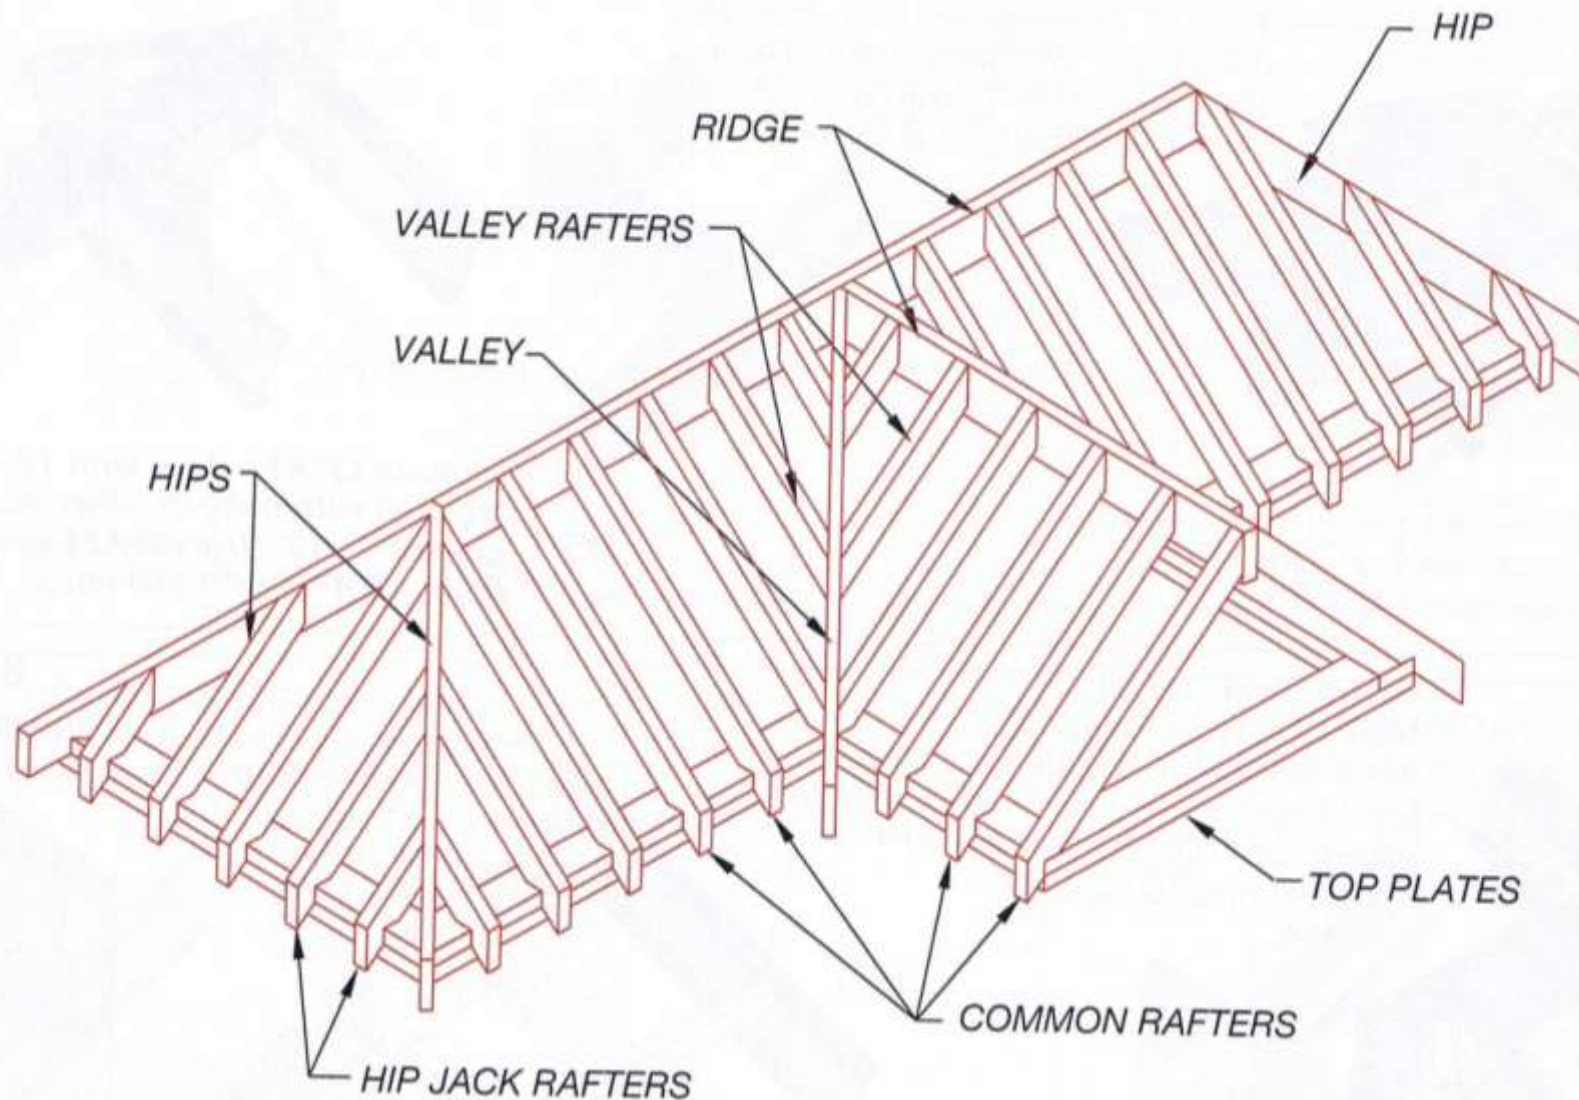 HIP
RIDGE
VALLEY RAFTERS
VALLEY
HIPS
TOP PLATES
COMMON RAFTERS
HIP JACK RAFTERS